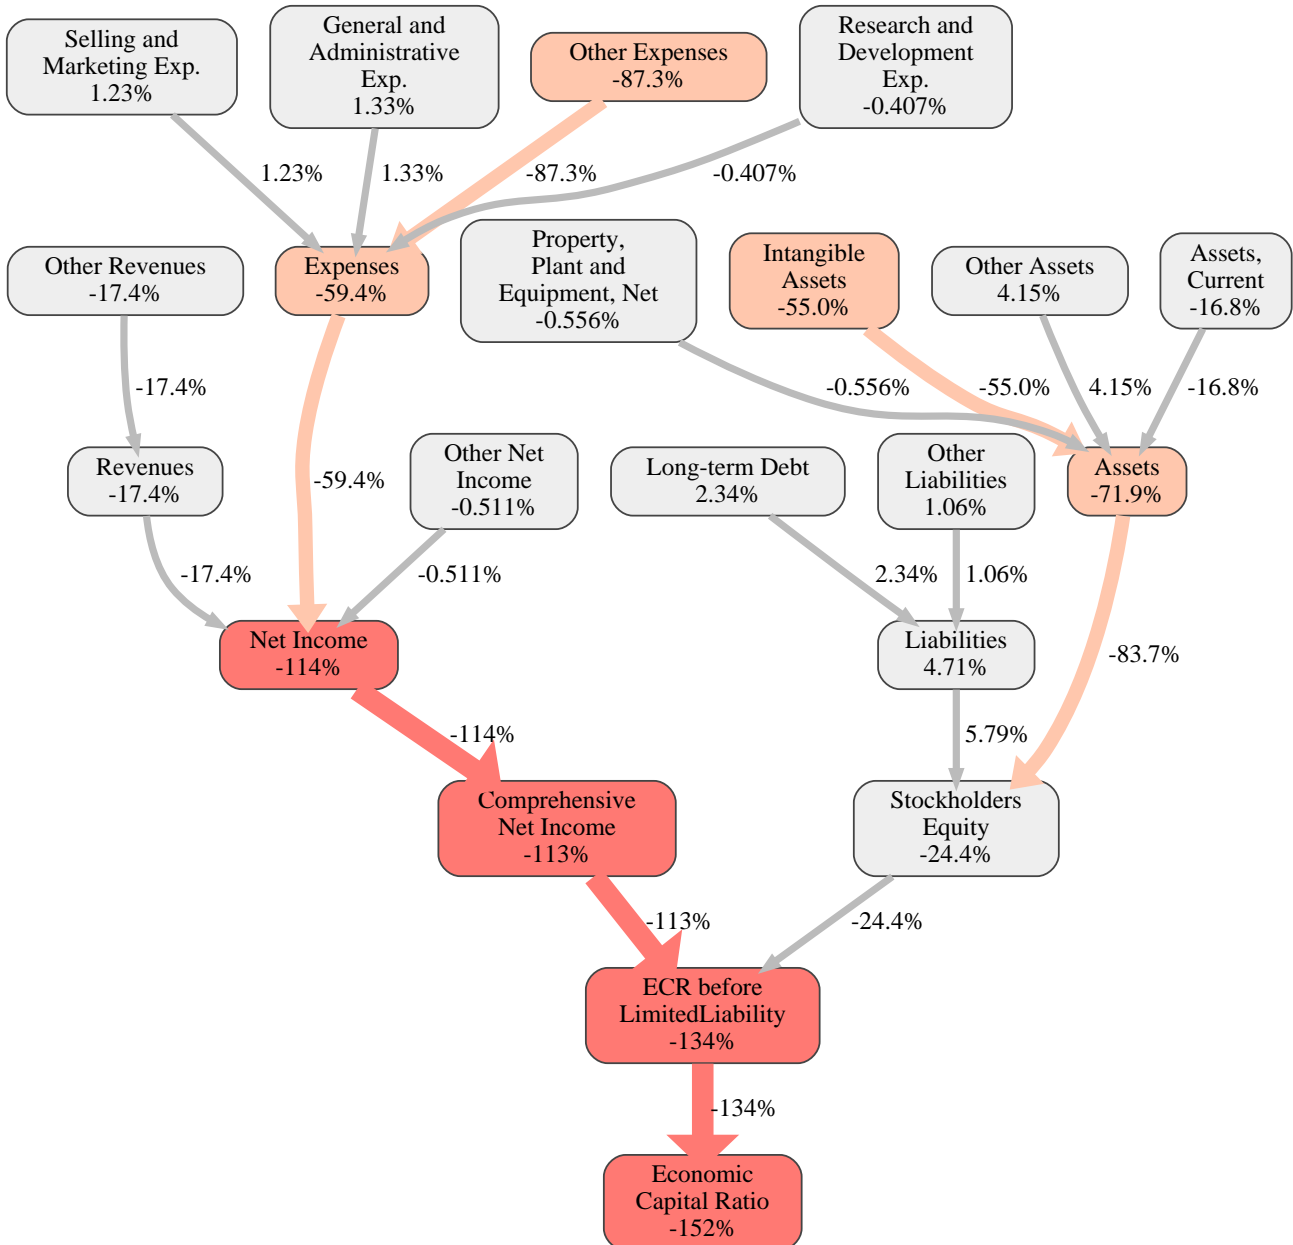 Selling and
Marketing Exp.
1.23%
General and
Administrative
Exp.
1.33%
Other Expenses
-87.3%
Research and
Development
Exp.
-0.407%
1.23%
1.33%
-87.3%
-0.407%
Other Revenues
-17.4%
Expenses
-59.4%
Property,
Plant and
Equipment, Net
-0.556%
Intangible
Assets
-55.0%
Other Assets
4.15%
Assets,
Current
-16.8%
-17.4%
-59.4%
-0.556%
-55.0%
4.15%
-16.8%
Revenues
-17.4%
Other Net
Income
-0.511%
Long-term Debt
2.34%
Other
Liabilities
1.06%
Assets
-71.9%
-17.4%
-0.511%
2.34%
1.06%
-83.7%
Net Income
-114%
Liabilities
4.71%
-114%
5.79%
Comprehensive
Net Income
-113%
Stockholders
Equity
-24.4%
-113%
-24.4%
ECR before
LimitedLiability
-134%
-134%
Economic
Capital Ratio
-152%